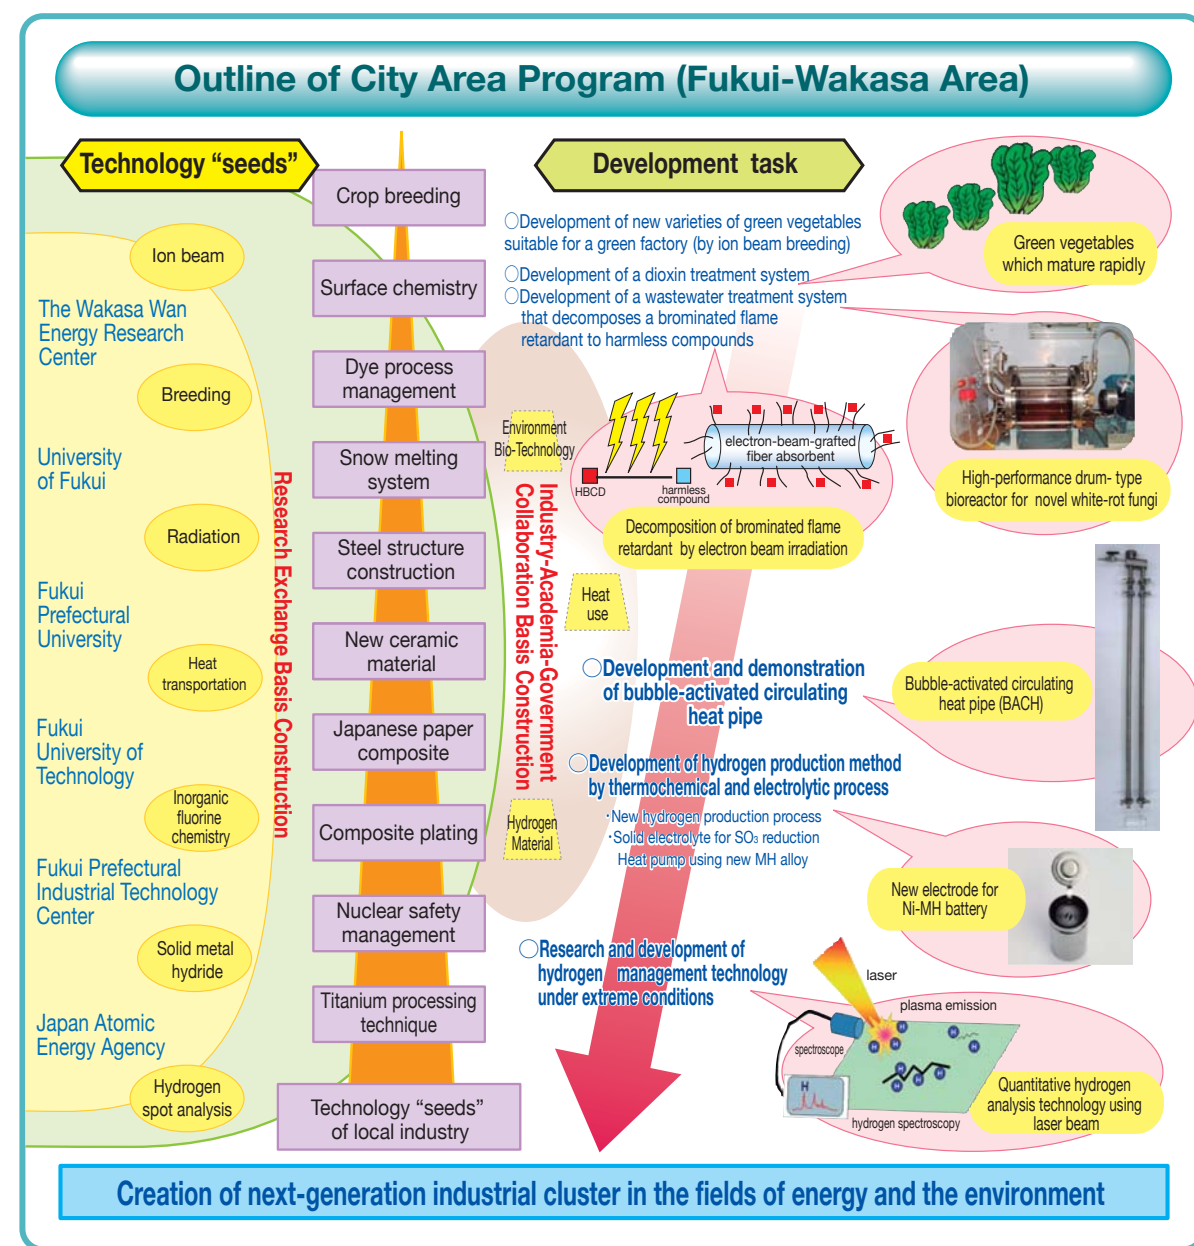 Outline of City Area Program (Fukui-Wakasa Area)
Technology “seeds”
Ion beam
The Wakasa Wan
Energy Research
Center
Breeding
University
of Fukui
Radiation
Fukui
Prefectural
University
Heat
transportation
Fukui
University of
Technology
Inorganic
fluorine
chemistry
Fukui Prefectural
Industrial Technology
Center
Solid metal
hydride
Japan Atomic
Energy Agency
Hydrogen
spot analysis
Research Exchange Basis Construction
Crop breeding
Surface chemistry
Dye process
management
Snow melting
system
Steel structure
construction
New ceramic
material
Japanese paper
composite
Composite plating
Nuclear safety
management
Titanium processing
technique
Technology “seeds”
of local industry
Industry-Academia-Government
Collaboration Basis Construction
Environment
Bio-Technology
Heat
use
Hydrogen
Material
Development task
○Development of new varieties of green vegetables
suitable for a green factory (by ion beam breeding)
○Development of a dioxin treatment system
○Development of a wastewater treatment system
that decomposes a brominated flame
retardant to harmless compounds
Green vegetables
which mature rapidly
High-performance drum- type
bioreactor for novel white-rot fungi
HBCD
harmless
compound
electron-beam-grafted
fiber absorbent
Decomposition of brominated flame
retardant by electron beam irradiation
○Development and demonstration
of bubble-activated circulating
heat pipe
Bubble-activated circulating
heat pipe (BACH)
○Development of hydrogen production method
by thermochemical and electrolytic process
・New hydrogen production process
・Solid electrolyte for SO₃ reduction
Heat pump using new MH alloy
New electrode for
Ni-MH battery
○Research and development of
hydrogen management technology
under extreme conditions
laser
plasma emission
spectroscope
H
H
H
H
H
H
H
H
H
H
hydrogen spectroscopy
Quantitative hydrogen
analysis technology using
laser beam
Creation of next-generation industrial cluster in the fields of energy and the environment